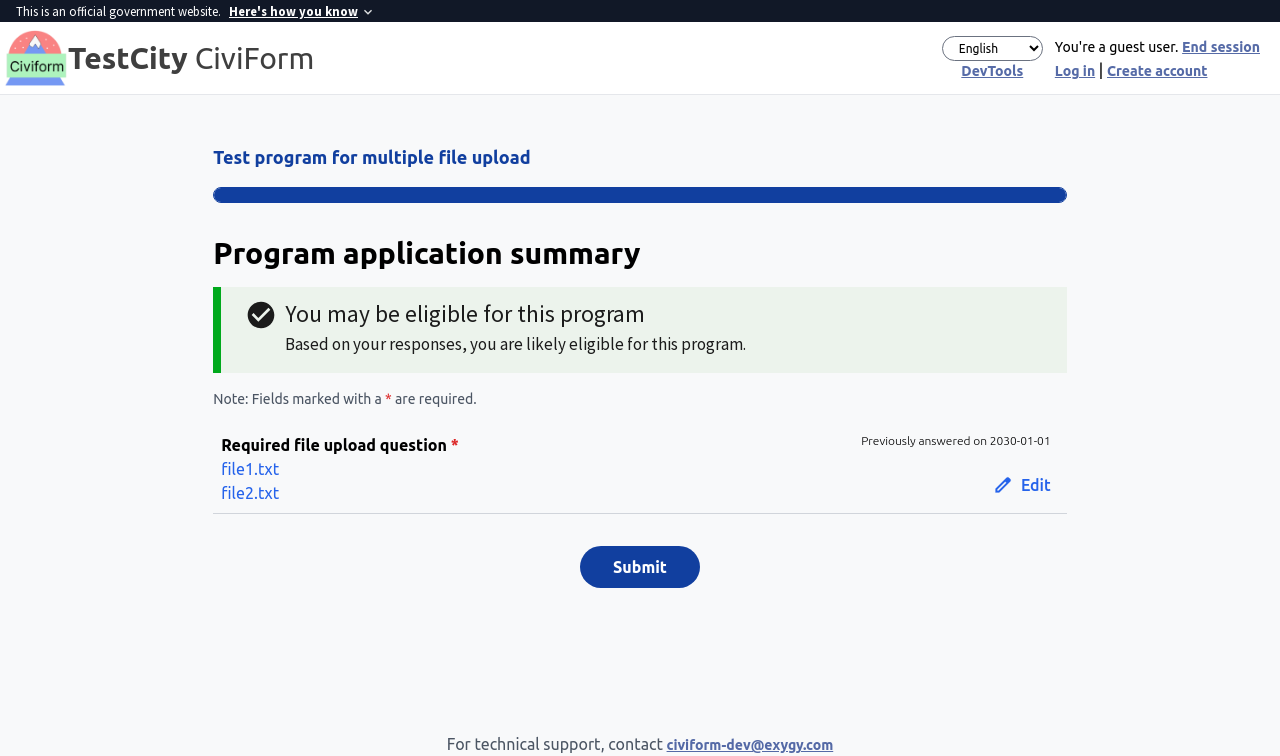 This is an official government website. Here's how you know
Civiform
TestCity CiviForm
English
You're a guest user. End session
DevTools
Log in | Create account
Test program for multiple file upload
Program application summary
You may be eligible for this program
Based on your responses, you are likely eligible for this program.
Note: Fields marked with a * are required.
Required file upload question *
Previously answered on 2030-01-01
file1.txt
file2.txt
Edit
Submit
For technical support, contact civiform-dev@exygy.com